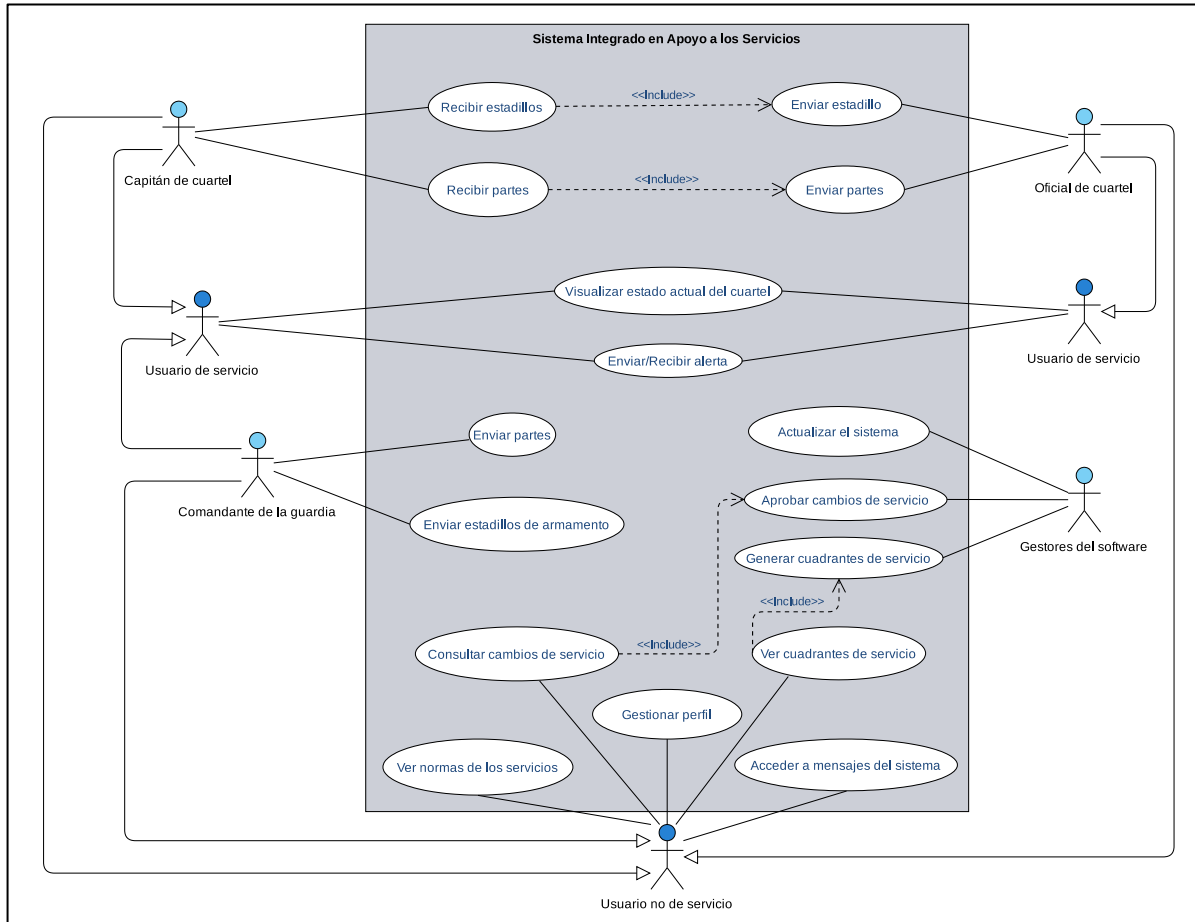 Sistema Integrado en Apoyo a los Servicios
Recibir estadillos
<<Include>>
Enviar estadillo
Capitán de cuartel
Oficial de cuartel
Recibir partes
<<Include>>
Enviar partes
Visualizar estado actual del cuartel
Usuario de servicio
Enviar/Recibir alerta
Usuario de servicio
Enviar partes
Actualizar el sistema
Comandante de la guardia
Enviar estadillos de armamento
Aprobar cambios de servicio
Gestores del software
Generar cuadrantes de servicio
<<Include>>
Consultar cambios de servicio
<<Include>>
Ver cuadrantes de servicio
Gestionar perfil
Ver normas de los servicios
Acceder a mensajes del sistema
Usuario no de servicio